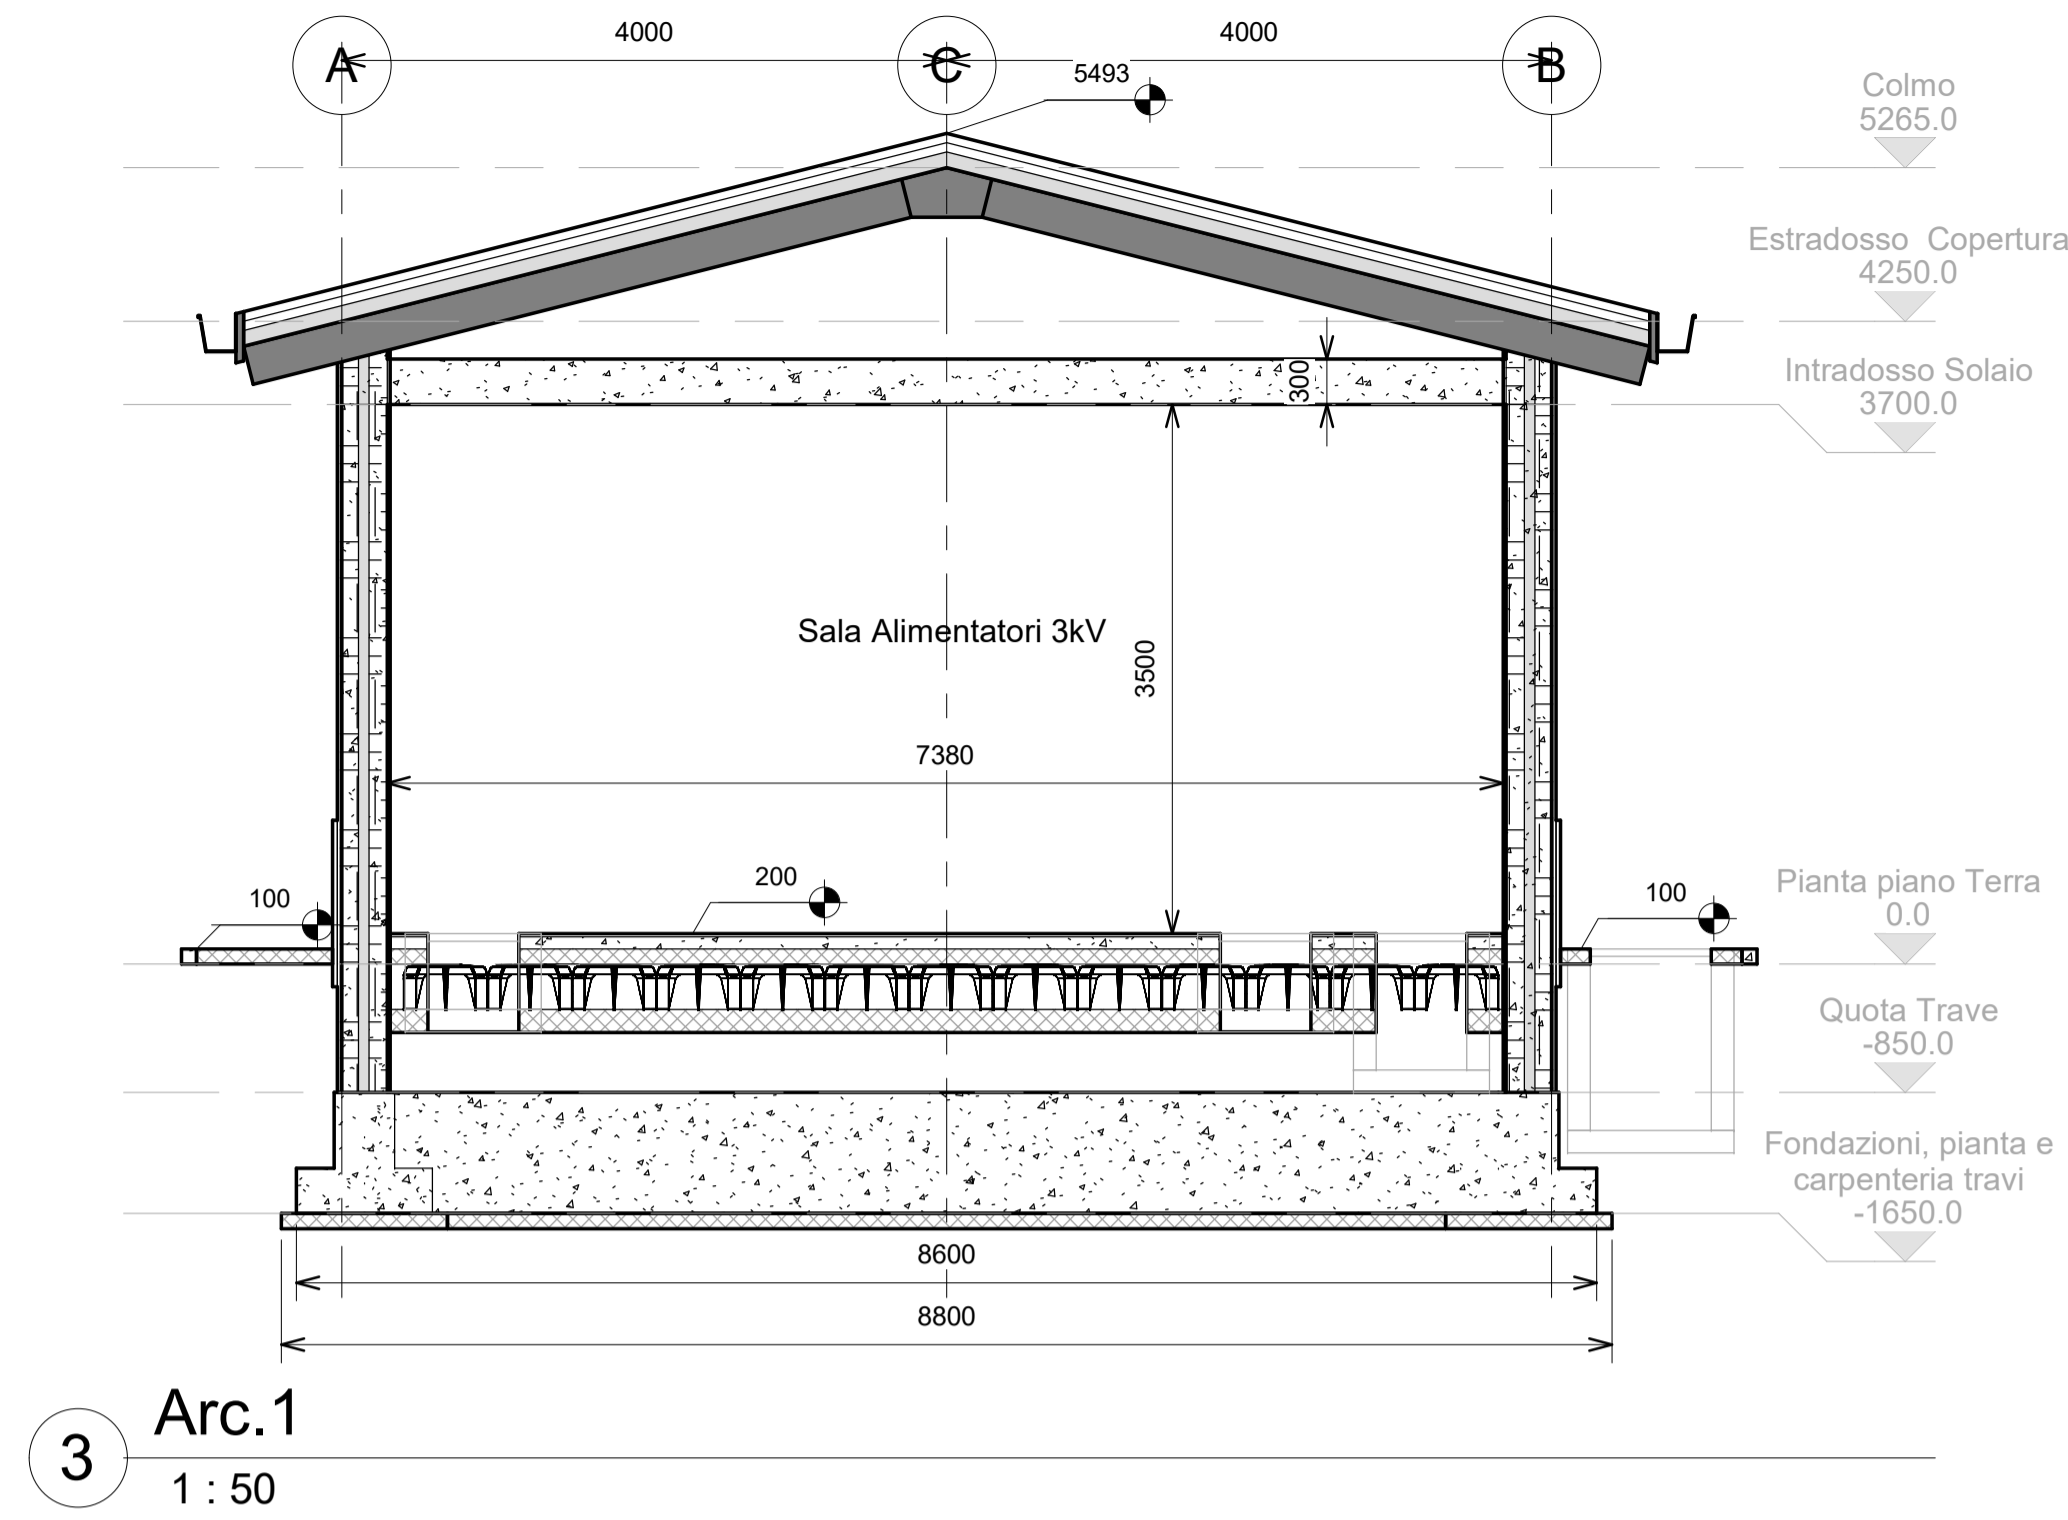 A
4000
C
4000
B
5493
Colmo
5265.0
Estradosso Copertura
4250.0
300
Intradosso Solaio
3700.0
Sala Alimentatori 3kV
3500
7380
200
100
100
Pianta piano Terra
0.0
Quota Trave
-850.0
Fondazioni, pianta e
carpenteria travi
-1650.0
8600
8800
3
Arc.1
1 : 50